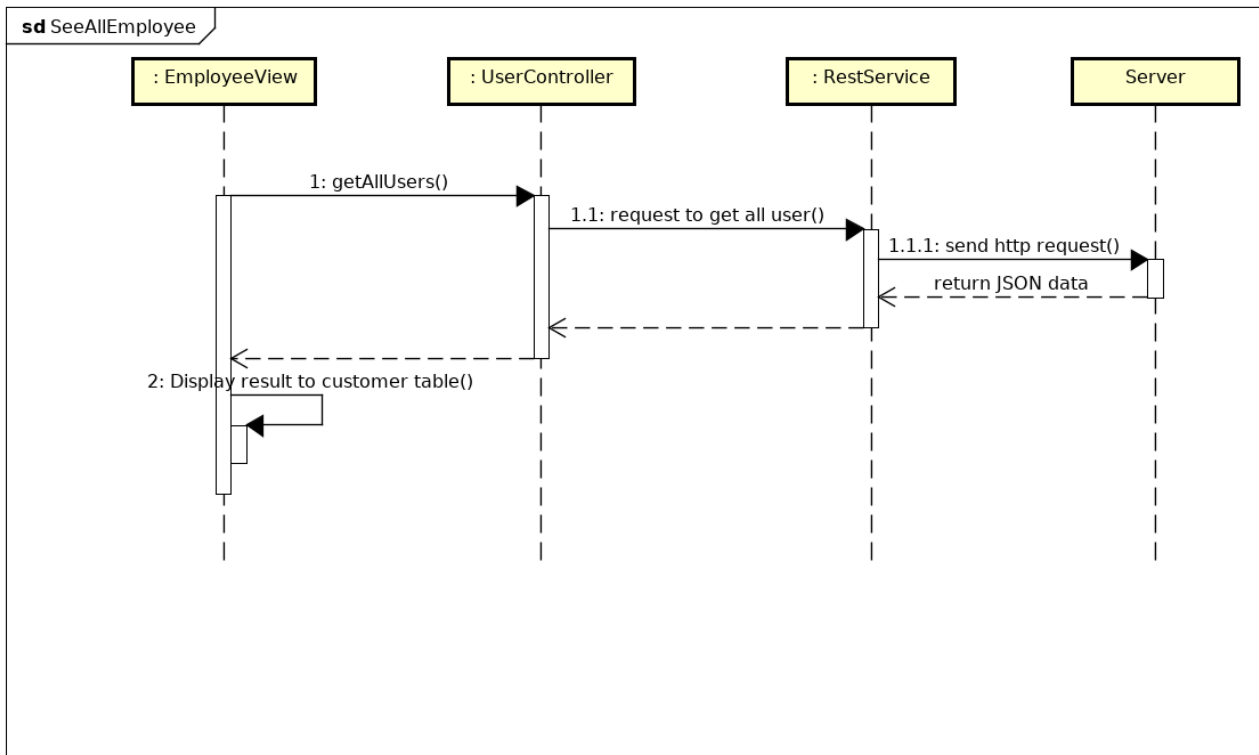 sd SeeAllEmployee
: EmployeeView
: UserController
: RestService
Server
1: getAllUsers()
1.1: request to get all user()
1.1.1: send http request()
return JSON data
2: Display result to customer table()